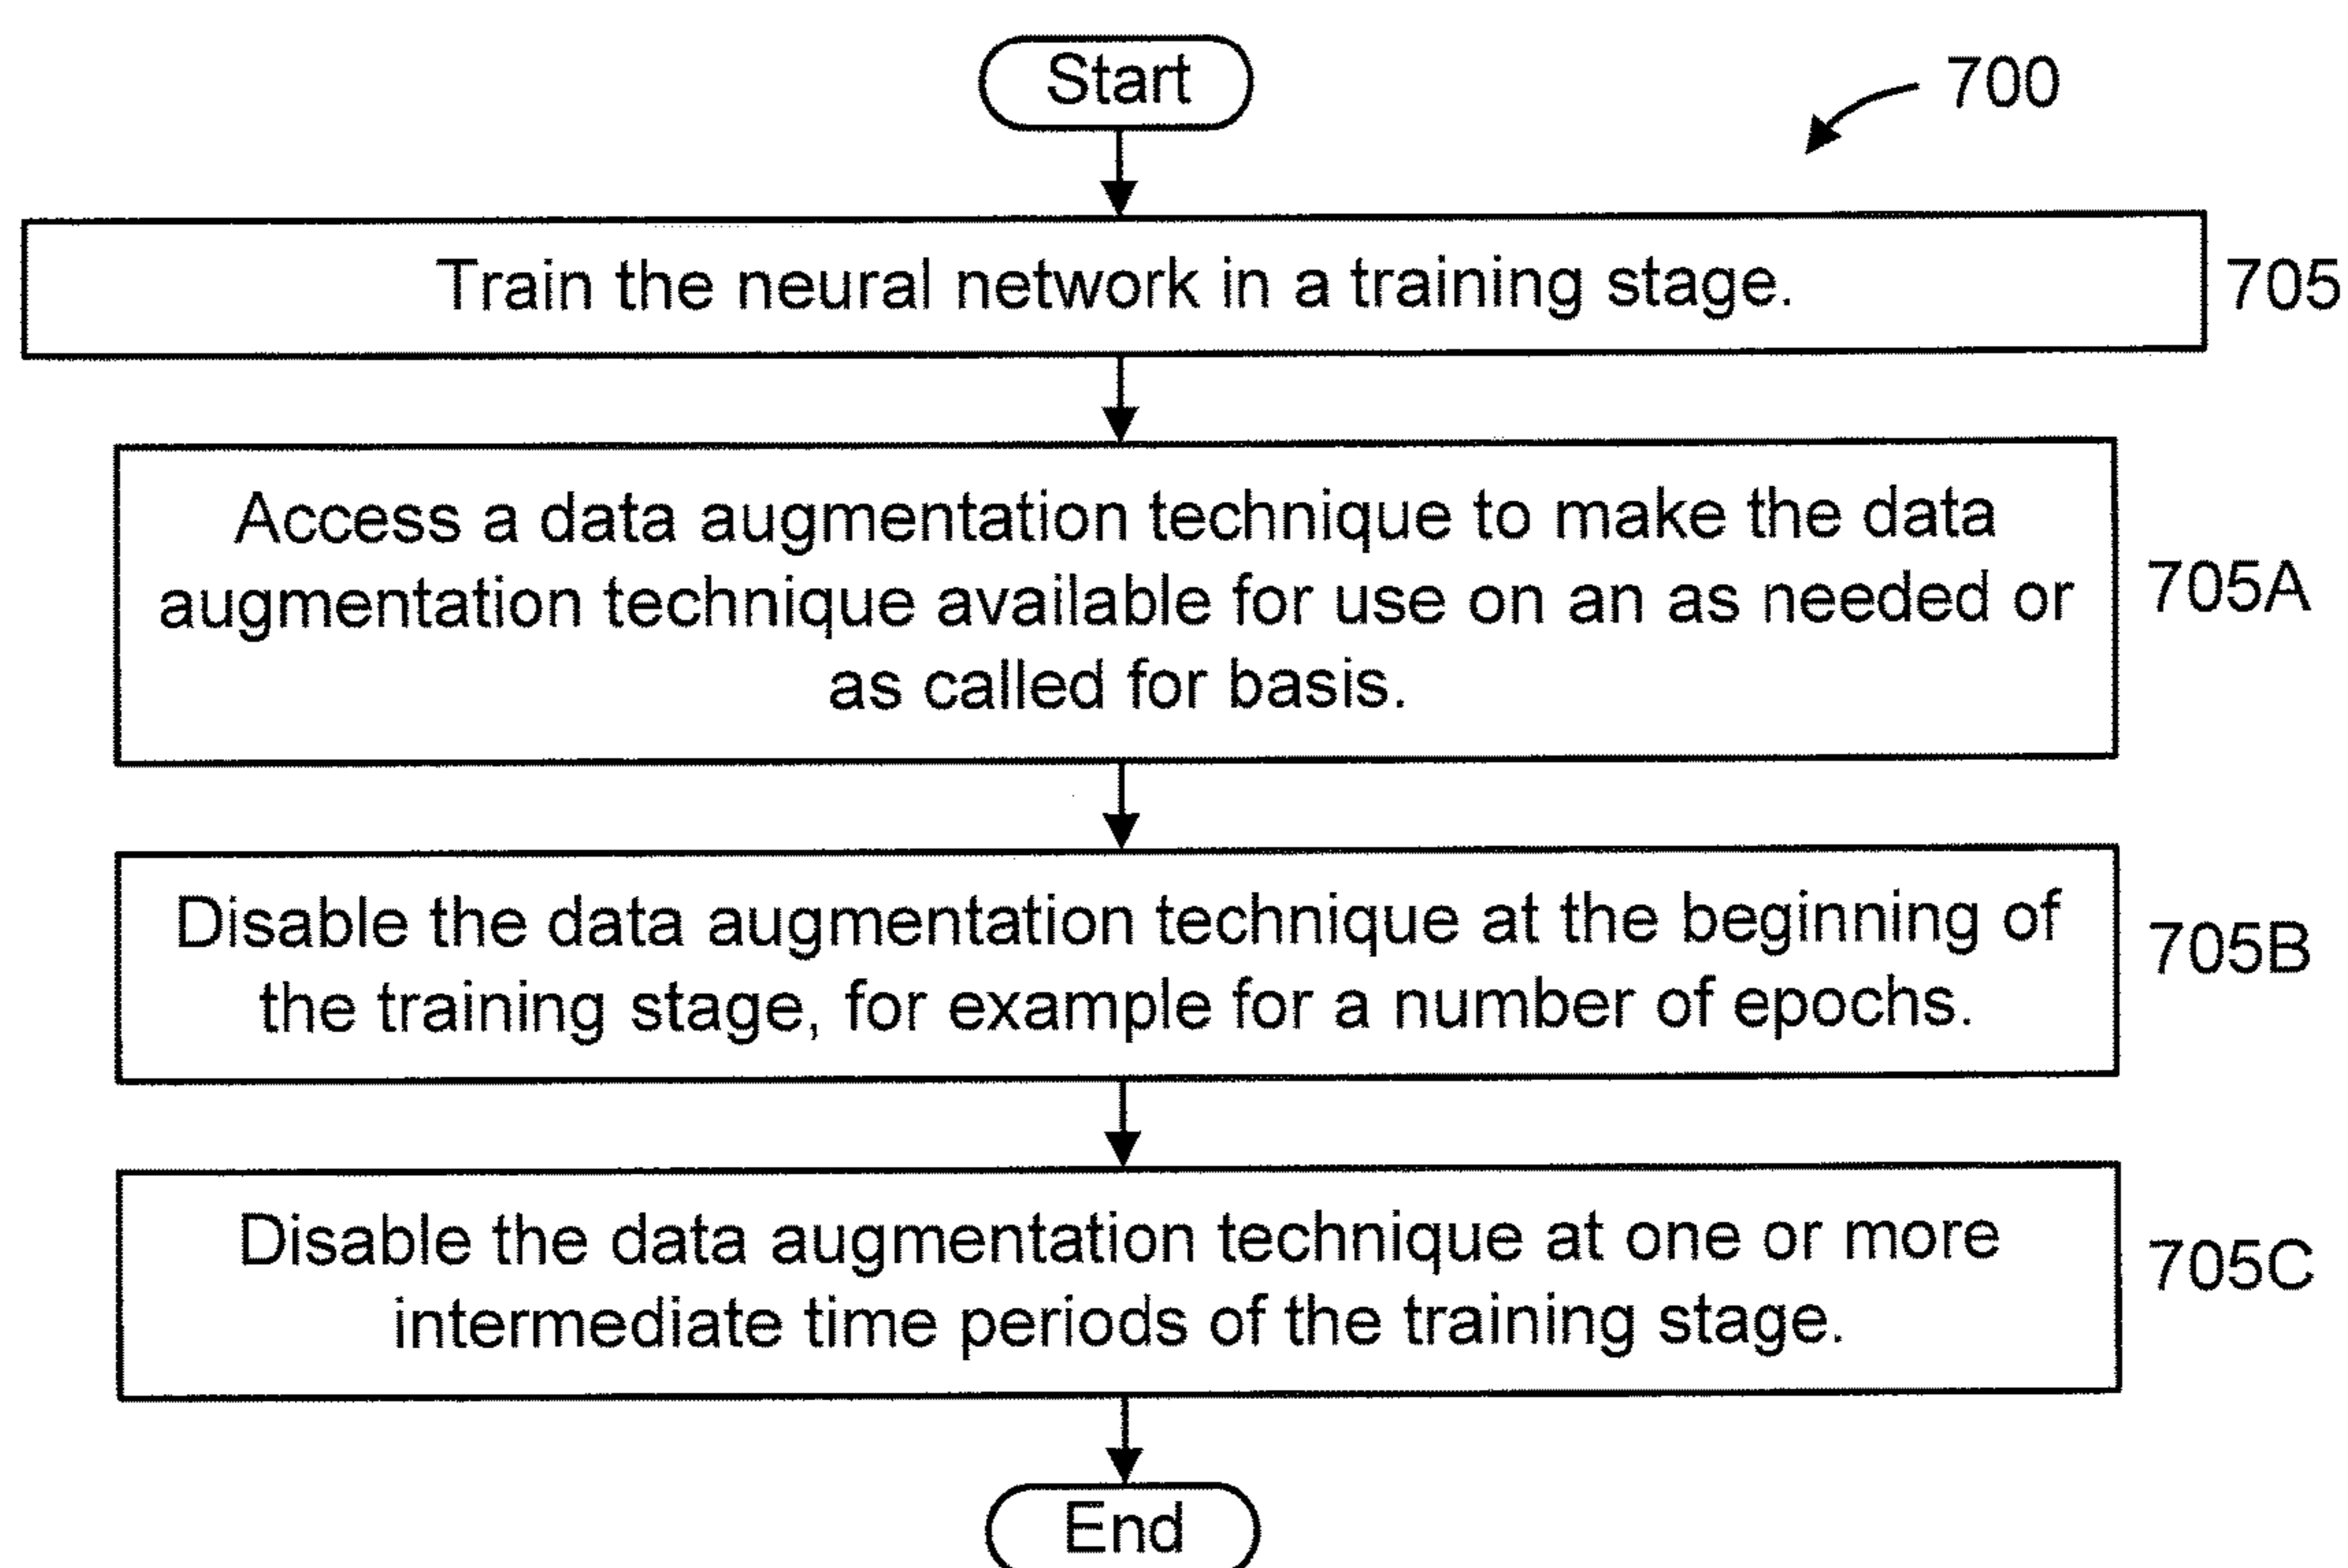 Start
700
Train the neural network in a training stage.
705
Access a data augmentation technique to make the data
augmentation technique available for use on an as needed or
as called for basis.
705A
Disable the data augmentation technique at the beginning of
the training stage, for example for a number of epochs.
705B
Disable the data augmentation technique at one or more
intermediate time periods of the training stage.
705C
End